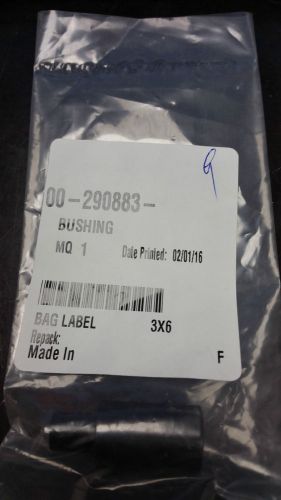 9
00-290883-
BUSHING
MQ 1 Date Printed: 02/01/16
BAG LABEL 3X6
Repack:
Made In F